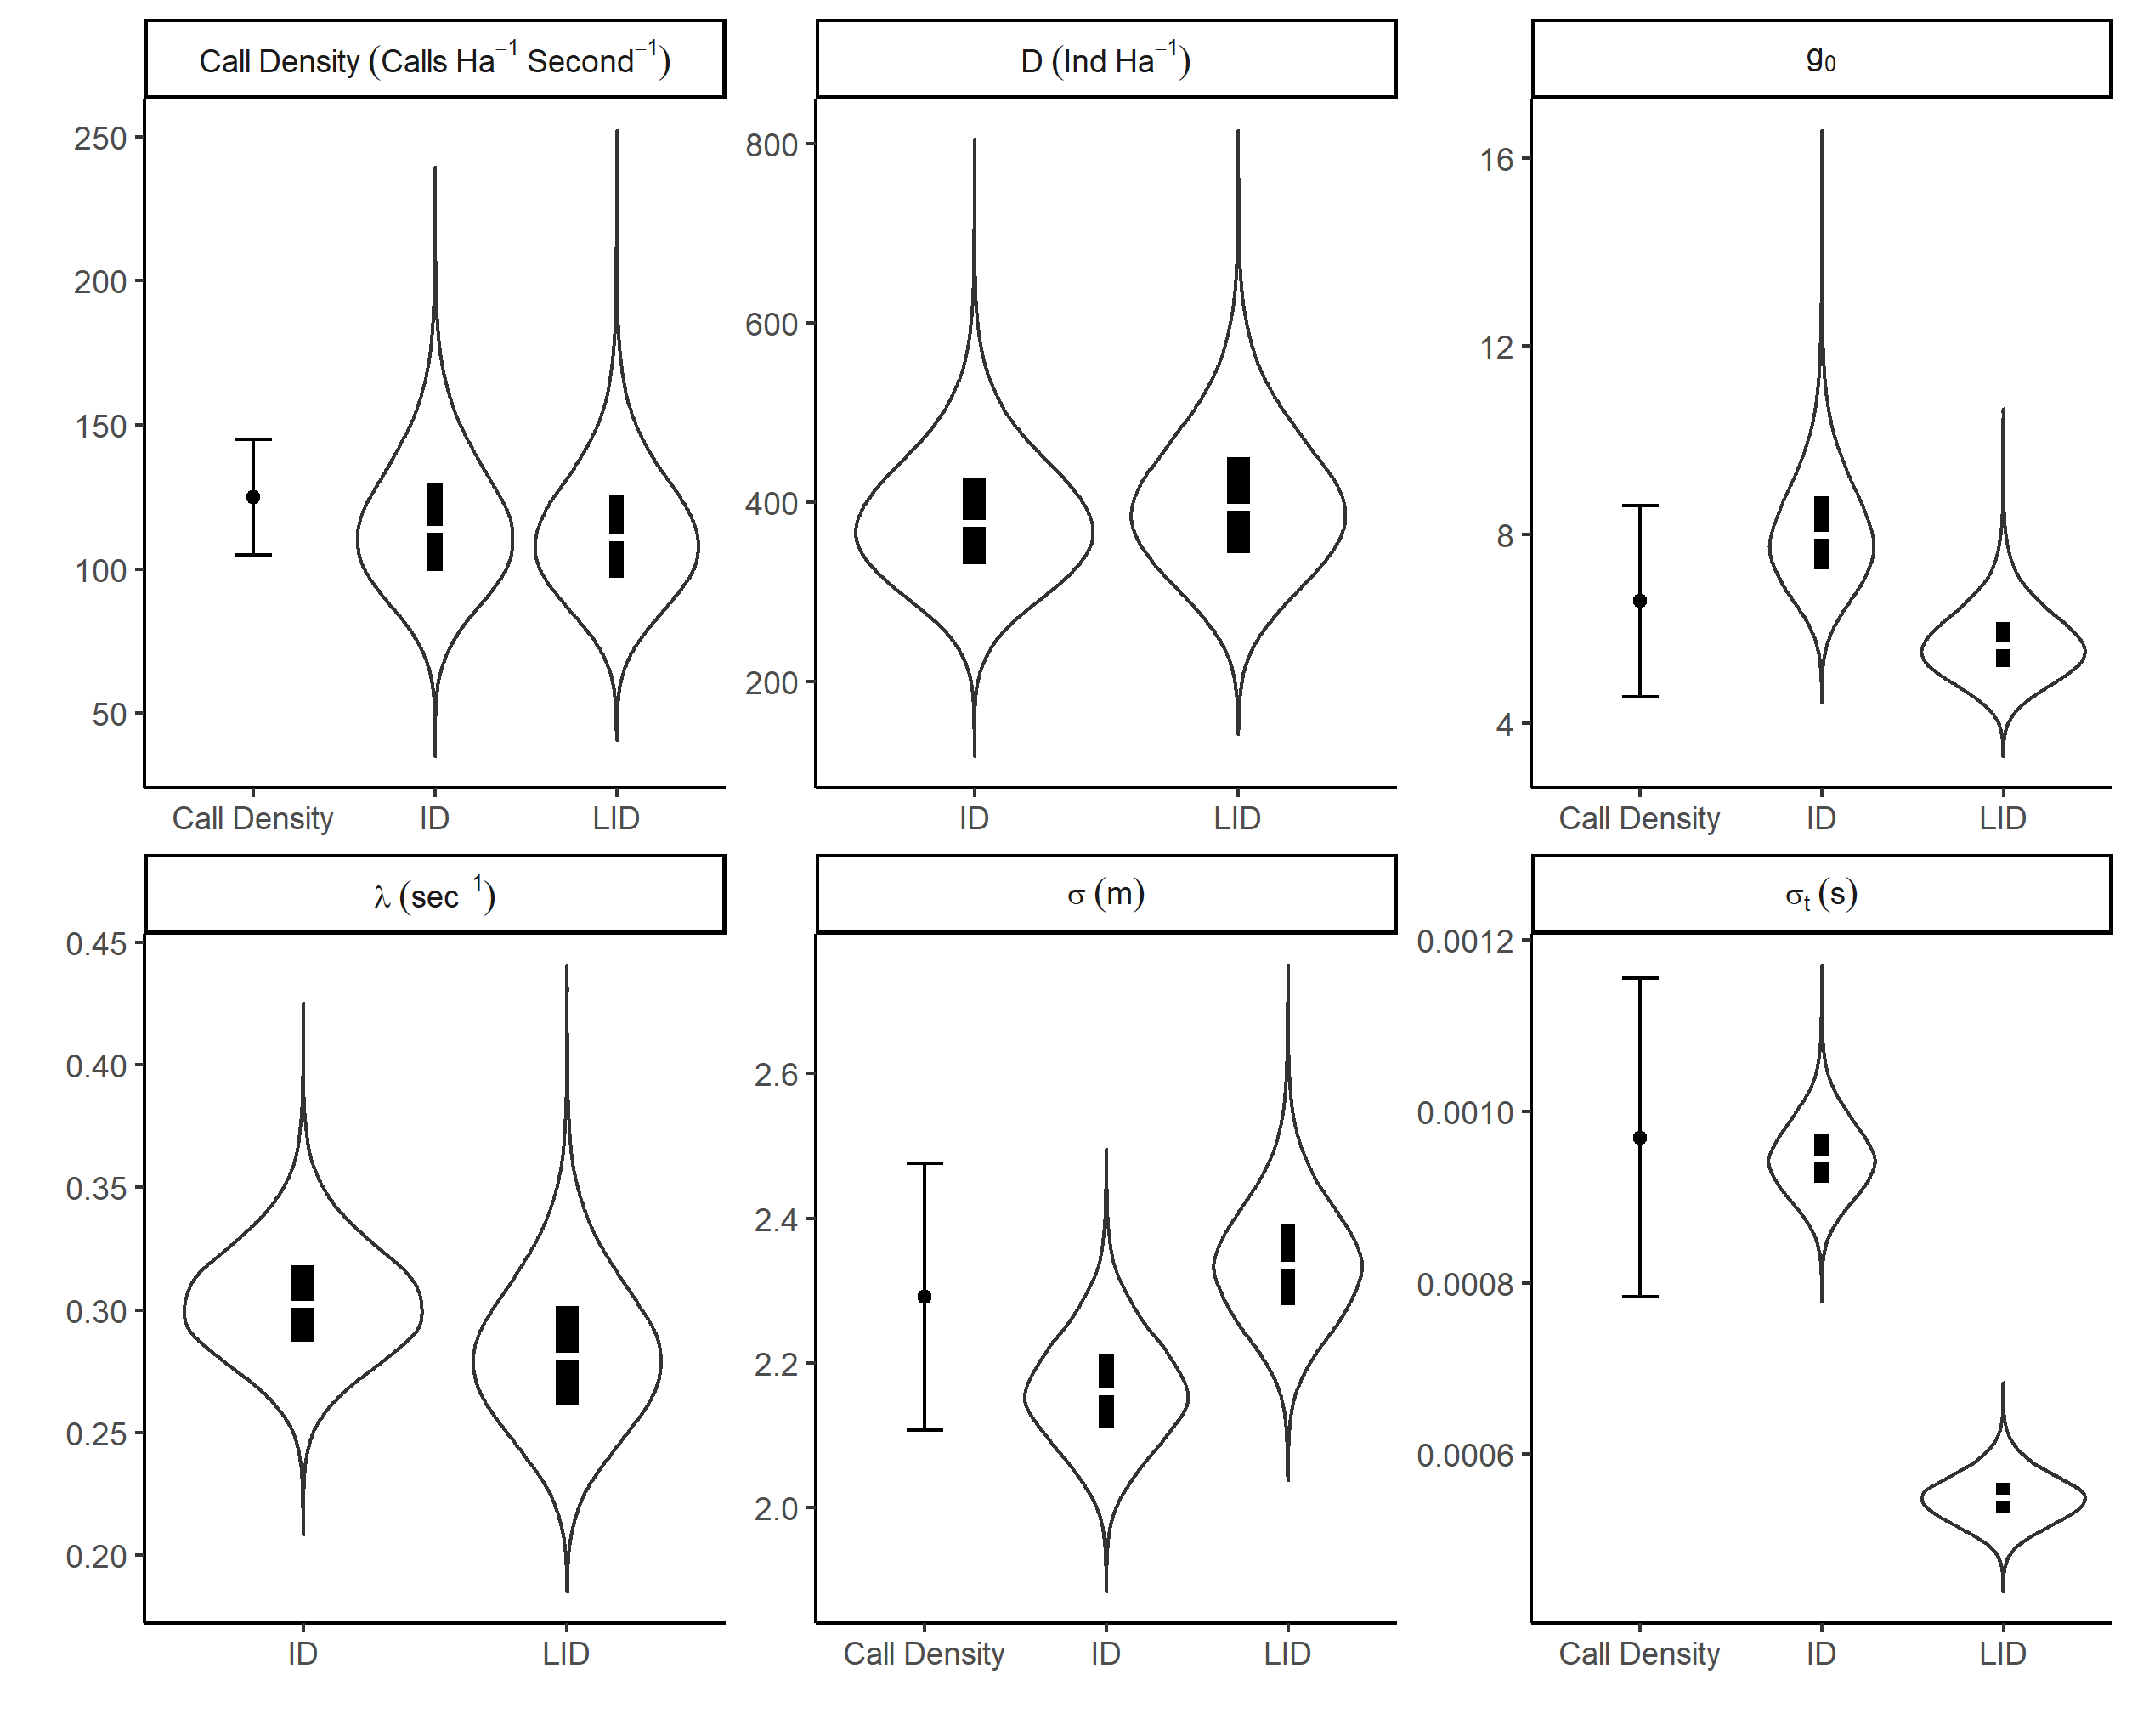 Call Density (Calls Ha⁻¹ Second⁻¹)
250
200
150
100
50
Call Density ID LID
D (Ind Ha⁻¹)
800
600
400
200
ID LID
g₀
16
12
8
4
Call Density ID LID
λ (sec⁻¹)
0.45
0.40
0.35
0.30
0.25
0.20
ID LID
σ (m)
2.6
2.4
2.2
2.0
Call Density ID LID
σₜ (s)
0.0012
0.0010
0.0008
0.0006
Call Density ID LID